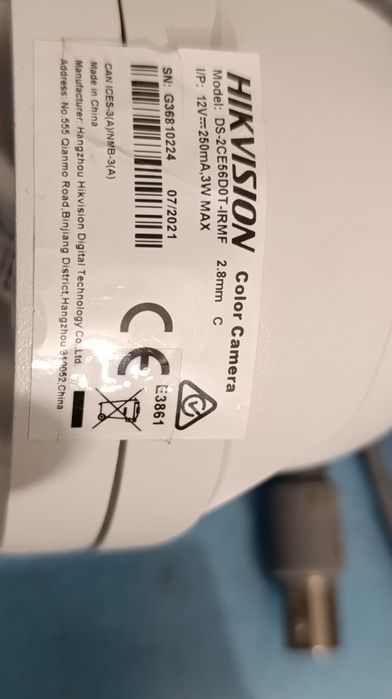 HIKVISION Color Camera
Model: DS-2CE56D0T-IRMF 2.8mm C
I/P: 12V⎓250mA,3W MAX
E3861
SN: G36810224 07/2021
CAN ICES-3(A)/NMB-3(A)
Made in China
Manufacturer: Hangzhou Hikvision Digital Technology Co.,Ltd.
Address: No.555 Qianmo Road,Binjiang District,Hangzhou 310052,China